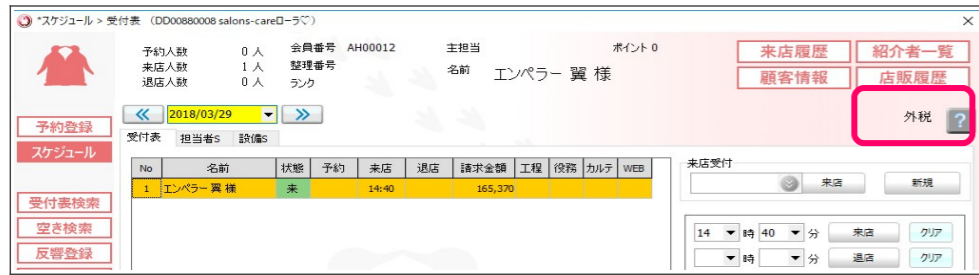 *スケジュール > 受付表 （DD00880008 salons-careローラ♡）
×
予約人数 0 人 会員番号 AH00012 主担当 ポイント 0
来店人数 1 人 整理番号 名前 エンペラー 翼 様
退店人数 0 人 ランク
来店履歴 紹介者一覧
顧客情報 店販履歴
外税 ?
2018/03/29
予約登録
スケジュール
受付表検索
空き検索
反響登録
受付表 担当者S 設備S
No 名前 状態 予約 来店 退店 請求金額 工程 役務 カルテ WEB
1 エンペラー 翼 様 来 14:40 165,370
来店受付
来店 新規
14 時 40 分 来店 クリア
時 分 退店 クリア